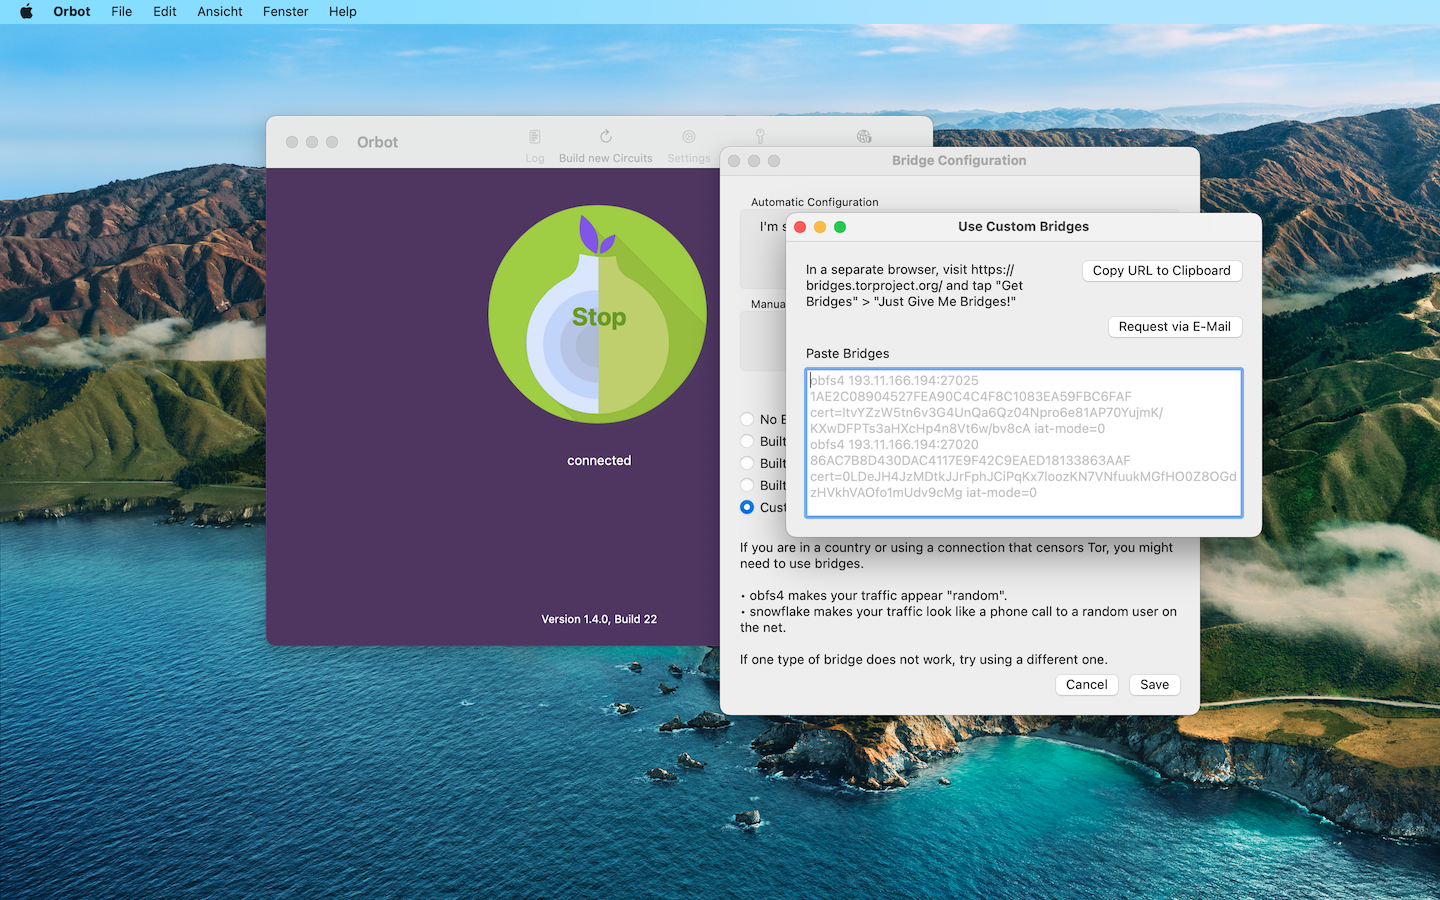 Orbot File Edit Ansicht Fenster Help
Orbot
Log Build new Circuits Settings
Stop
connected
Version 1.4.0, Build 22
Bridge Configuration
Automatic Configuration
I'm
Use Custom Bridges
In a separate browser, visit https://
bridges.torproject.org/ and tap "Get
Bridges" > "Just Give Me Bridges!"
Copy URL to Clipboard
Request via E-Mail
Paste Bridges
obfs4 193.11.166.194:27025
1AE2C08904527FEA90C4C4F8C1083EA59FBC6FAF
cert=ItvYZzW5tn6v3G4UnQa6Qz04Npro6e81AP70YujmK/
KXwDFPTs3aHXcHp4n8Vt6w/bv8cA iat-mode=0
obfs4 193.11.166.194:27020
86AC7B8D430DAC4117E9F42C9EAED18133863AAF
cert=0LDeJH4JzMDtkJJrFphJCiPqKx7loozKN7VNfuukMGfHO0Z8OGd
zHVkhVAOfo1mUdv9cMg iat-mode=0
Manua
No
Built
Built
Built
Cust
If you are in a country or using a connection that censors Tor, you might
need to use bridges.
• obfs4 makes your traffic appear "random".
• snowflake makes your traffic look like a phone call to a random user on
the net.
If one type of bridge does not work, try using a different one.
Cancel Save